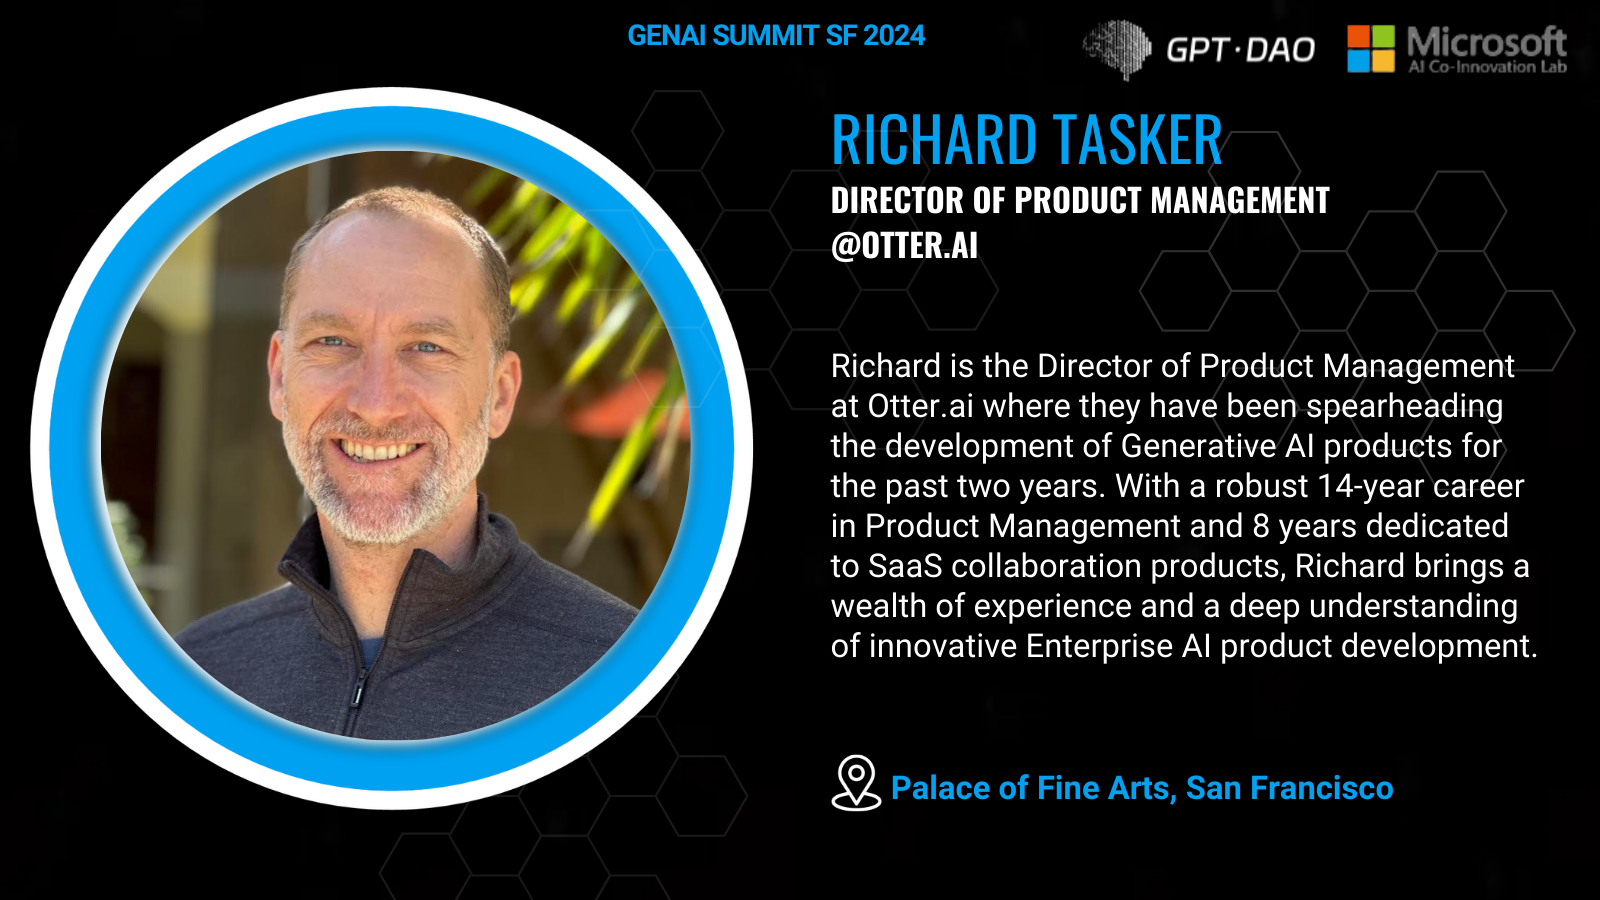 GENAI SUMMIT SF 2024
GPT·DAO
Microsoft
AI Co-Innovation Lab
RICHARD TASKER
DIRECTOR OF PRODUCT MANAGEMENT
@OTTER.AI
Richard is the Director of Product Management
at Otter.ai where they have been spearheading
the development of Generative AI products for
the past two years. With a robust 14-year career
in Product Management and 8 years dedicated
to SaaS collaboration products, Richard brings a
wealth of experience and a deep understanding
of innovative Enterprise AI product development.
Palace of Fine Arts, San Francisco